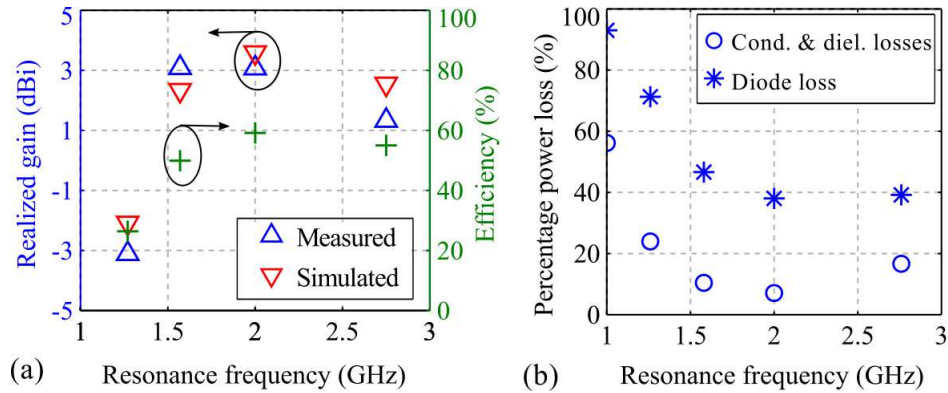 Realized gain (dBi)
5
3
1
-1
-3
-5
Measured
Simulated
100
80
60
40
20
0
Efficiency (%)
1
1.5
2
2.5
3
(a)
Resonance frequency (GHz)
Percentage power loss (%)
100
80
60
40
20
0
Cond. & diel. losses
Diode loss
1
1.5
2
2.5
3
(b)
Resonance frequency (GHz)